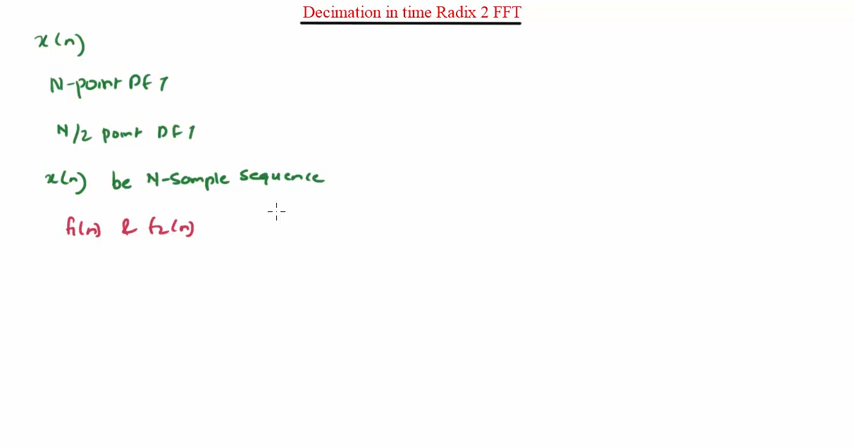 Decimation in time Radix 2 FFT
x(n)
N-point DFT
N/2 point DFT
x(n) be N-sample sequence
f1(n) & f2(n)